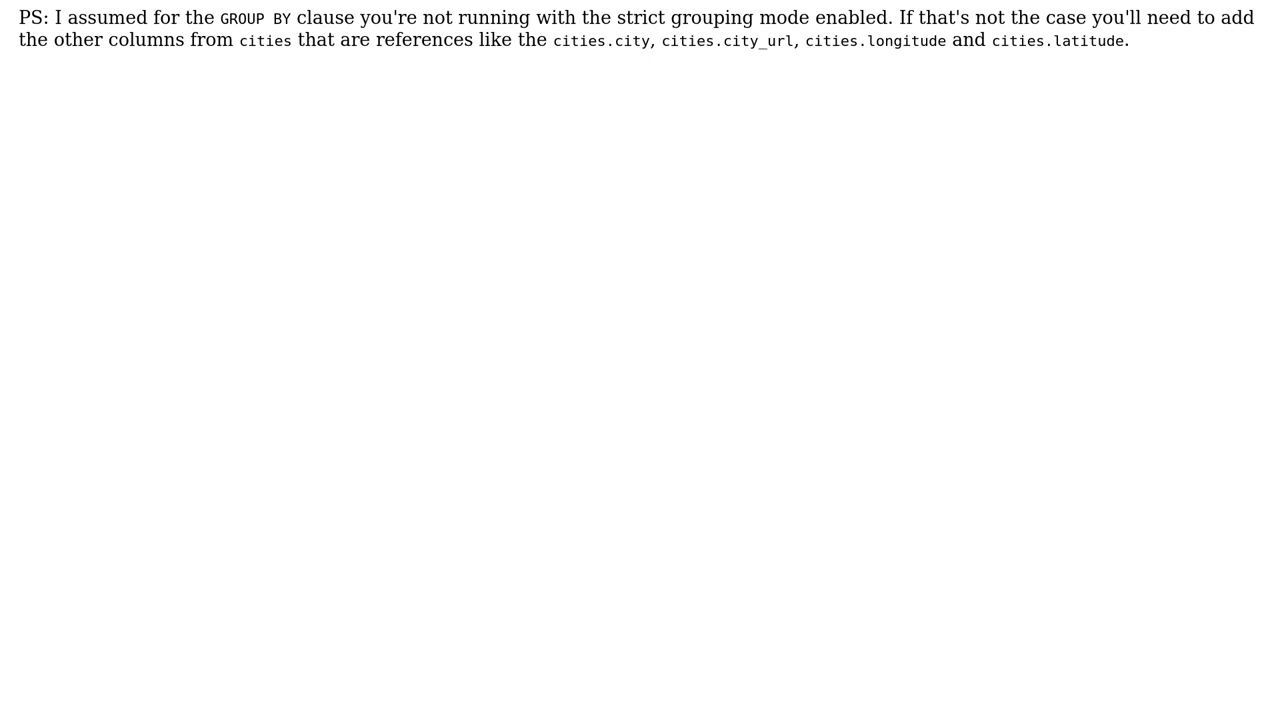 PS: I assumed for the GROUP BY clause you're not running with the strict grouping mode enabled. If that's not the case you'll need to add
the other columns from cities that are references like the cities.city, cities.city_url, cities.longitude and cities.latitude.